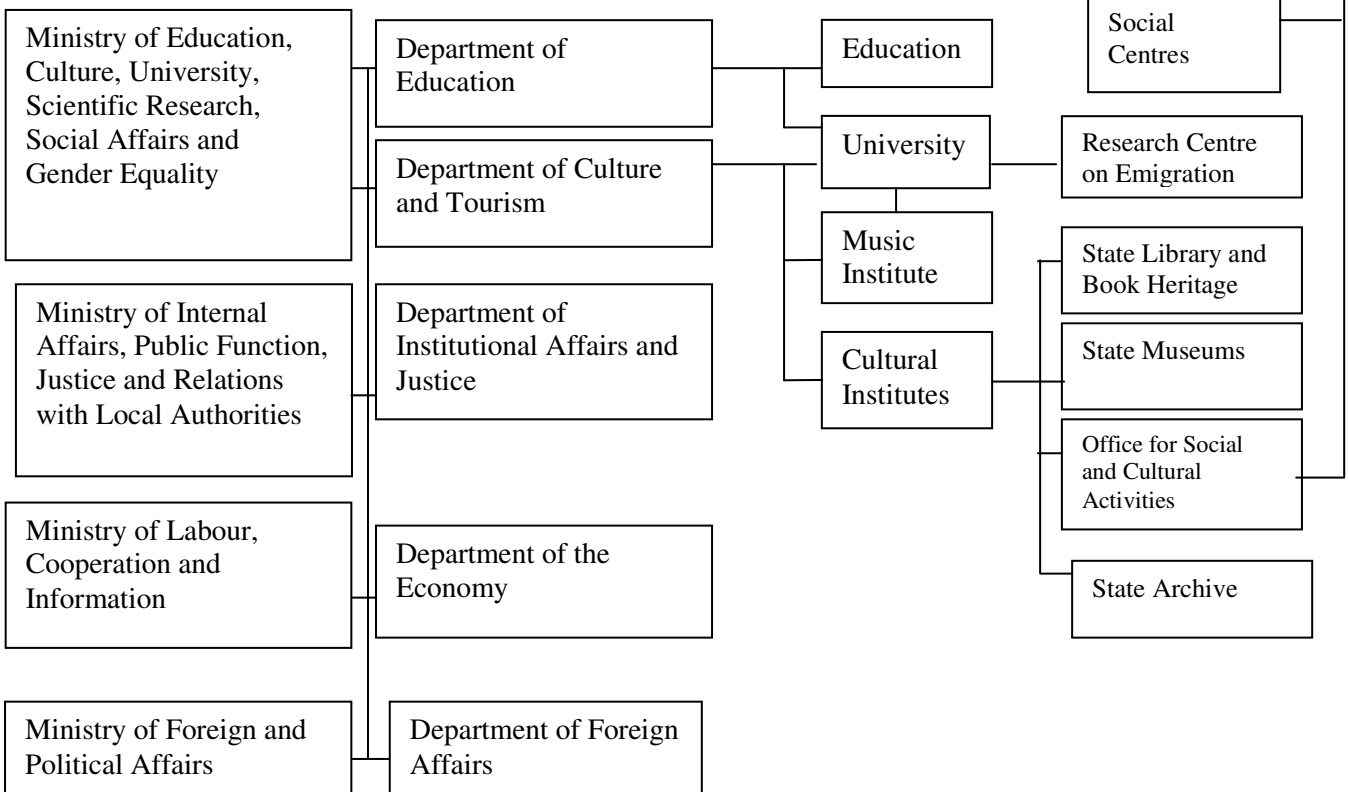 Ministry of Education,
Culture, University,
Scientific Research,
Social Affairs and
Gender Equality
Department of
Education
Education
Social
Centres
University
Research Centre
on Emigration
Department of Culture
and Tourism
Music
Institute
State Library and
Book Heritage
Ministry of Internal
Affairs, Public Function,
Justice and Relations
with Local Authorities
Department of
Institutional Affairs and
Justice
Cultural
Institutes
State Museums
Office for Social
and Cultural
Activities
Ministry of Labour,
Cooperation and
Information
Department of the
Economy
State Archive
Ministry of Foreign and
Political Affairs
Department of Foreign
Affairs